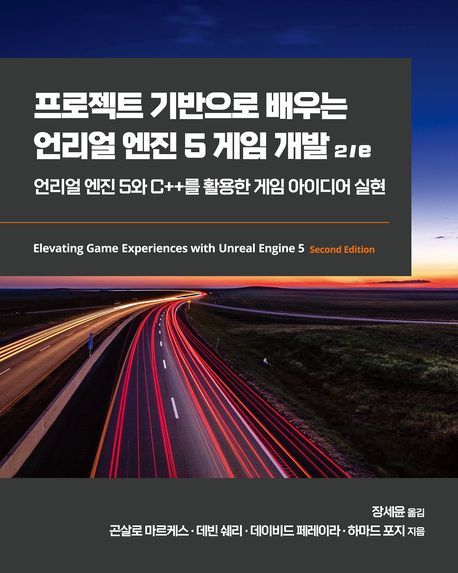 프로젝트 기반으로 배우는
언리얼 엔진 5 게임 개발 2/e
언리얼 엔진 5와 C++를 활용한 게임 아이디어 실현
Elevating Game Experiences with Unreal Engine 5 Second Edition
장세윤 옮김
곤살로 마르케스 · 데빈 쉐리 · 데이비드 페레이라 · 하마드 포지 지음